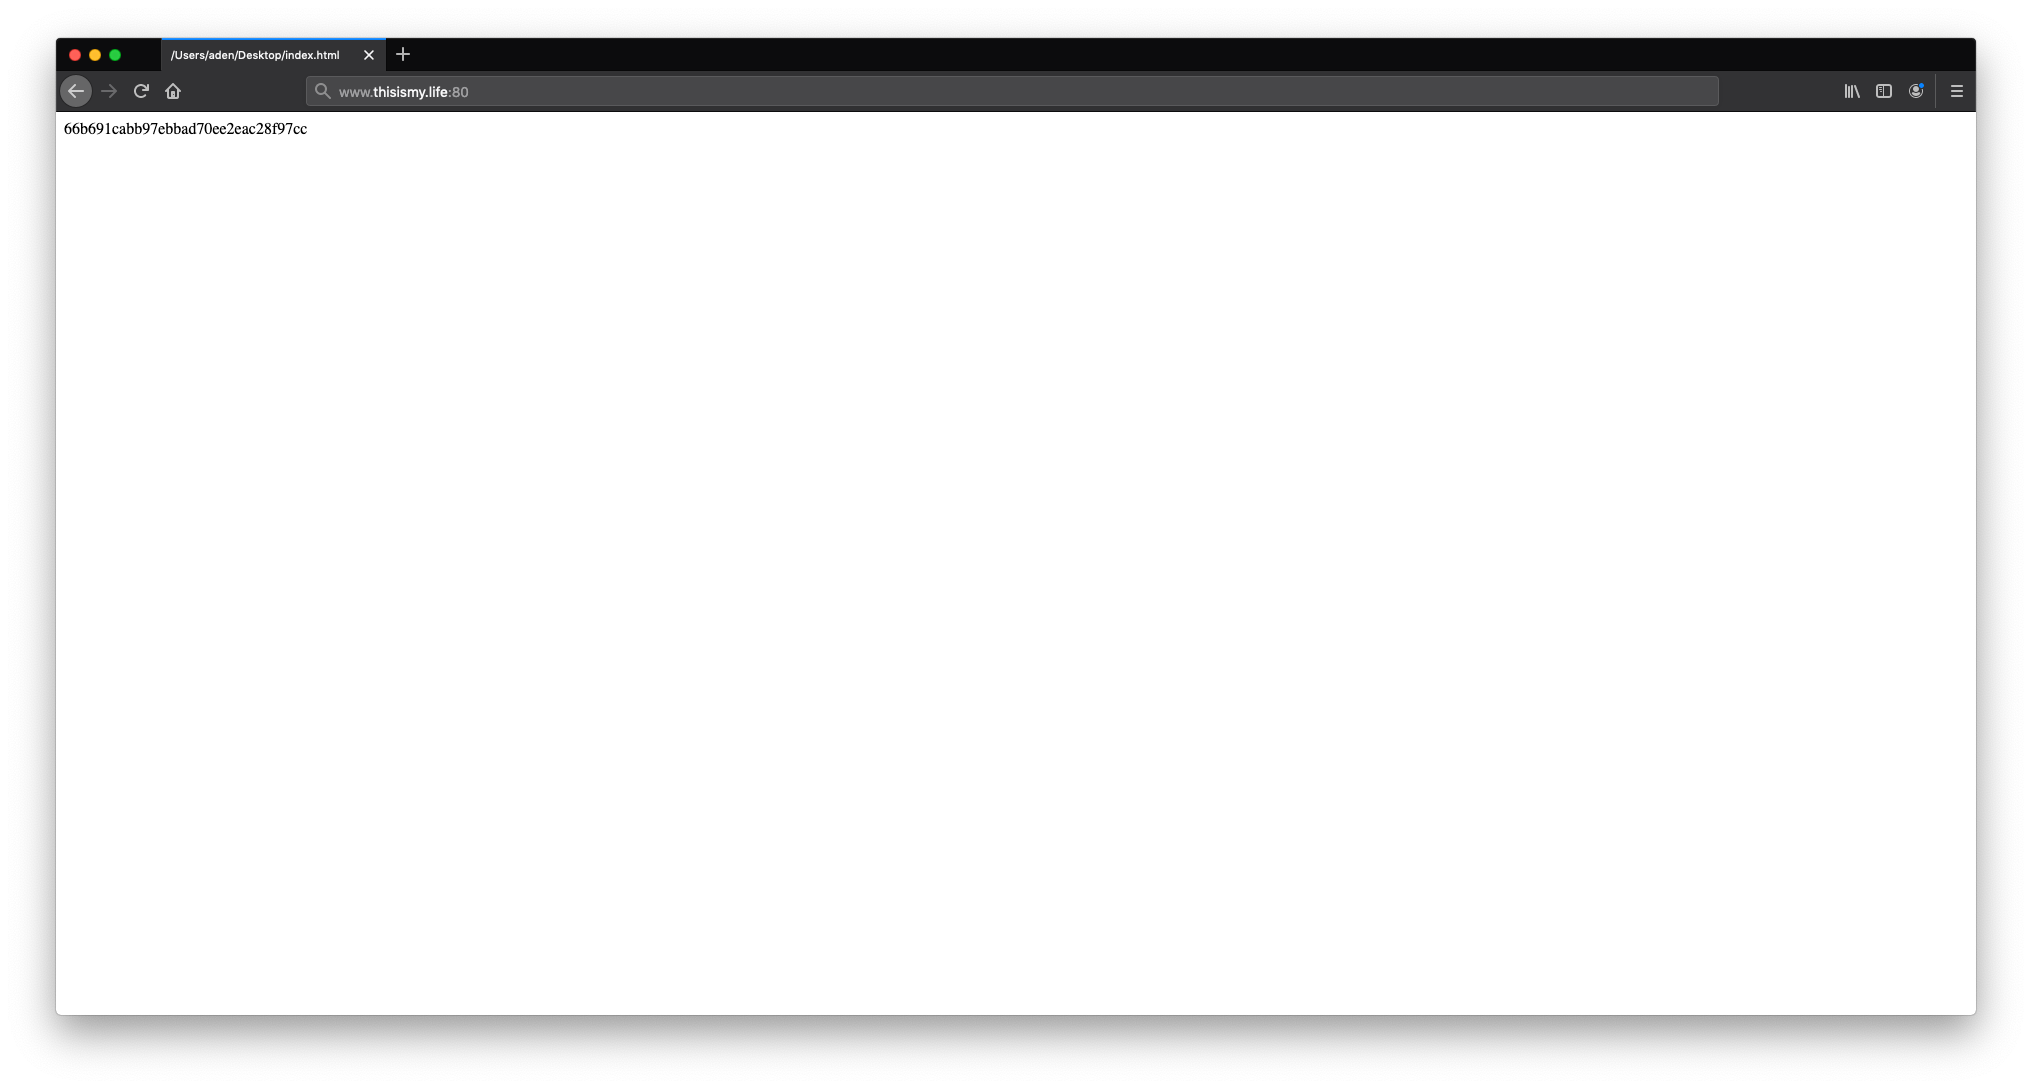 /Users/aden/Desktop/index.html
www.thisismy.life:80
66b691cabb97ebbad70ee2eac28f97cc